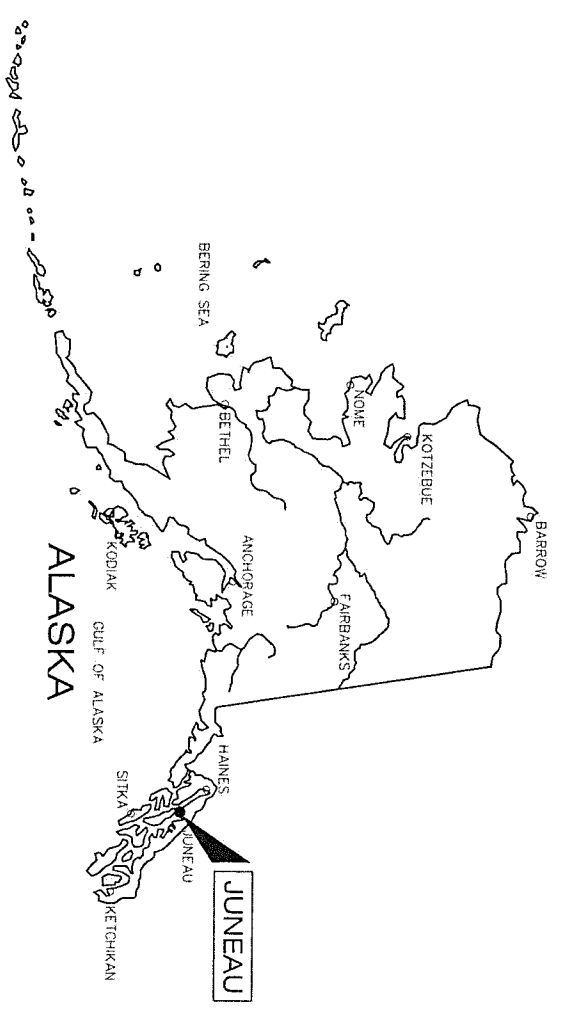 BARROW
KOTZEBUE
NOME
FAIRBANKS
BETHEL
BERING SEA
ANCHORAGE
KODIAK
HAINES
JUNEAU
JUNEAU
SITKA
KETCHIKAN
GULF OF ALASKA
ALASKA